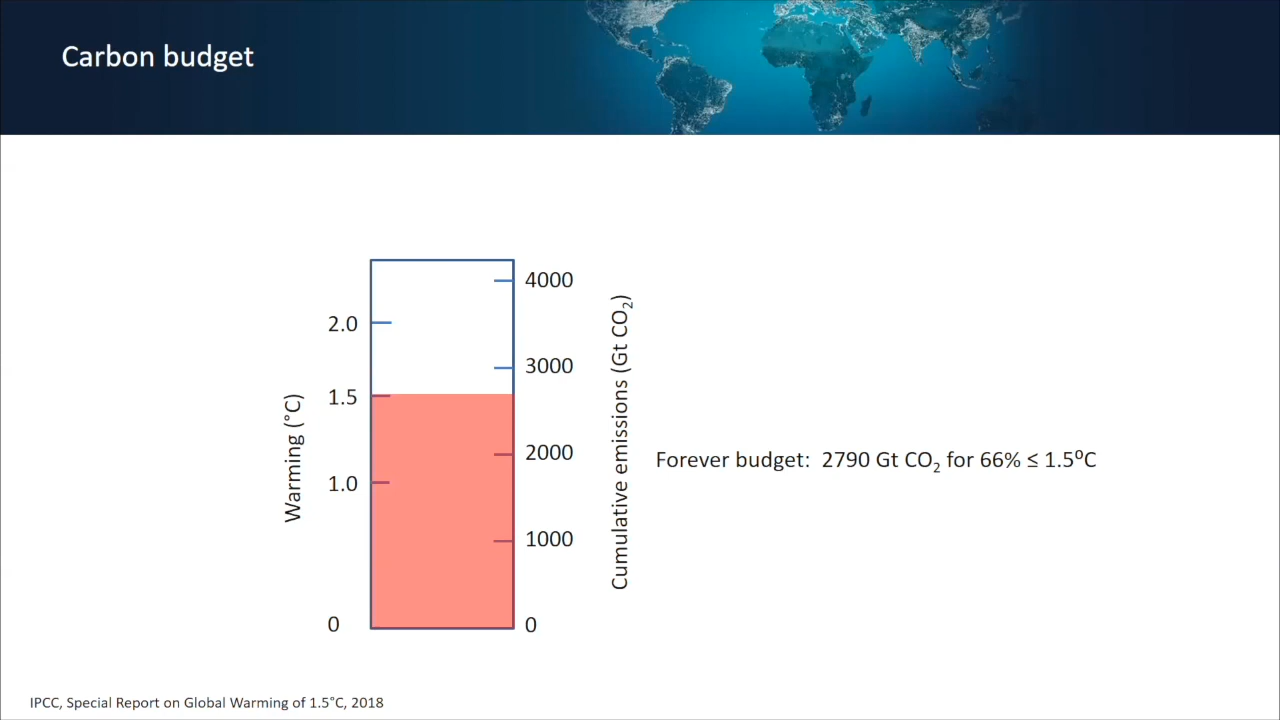 Carbon budget
4000
2.0
3000
1.5
2000
1.0
1000
0
0
Warming (°C)
Cumulative emissions (Gt CO₂)
Forever budget: 2790 Gt CO₂ for 66% ≤ 1.5⁰C
IPCC, Special Report on Global Warming of 1.5°C, 2018